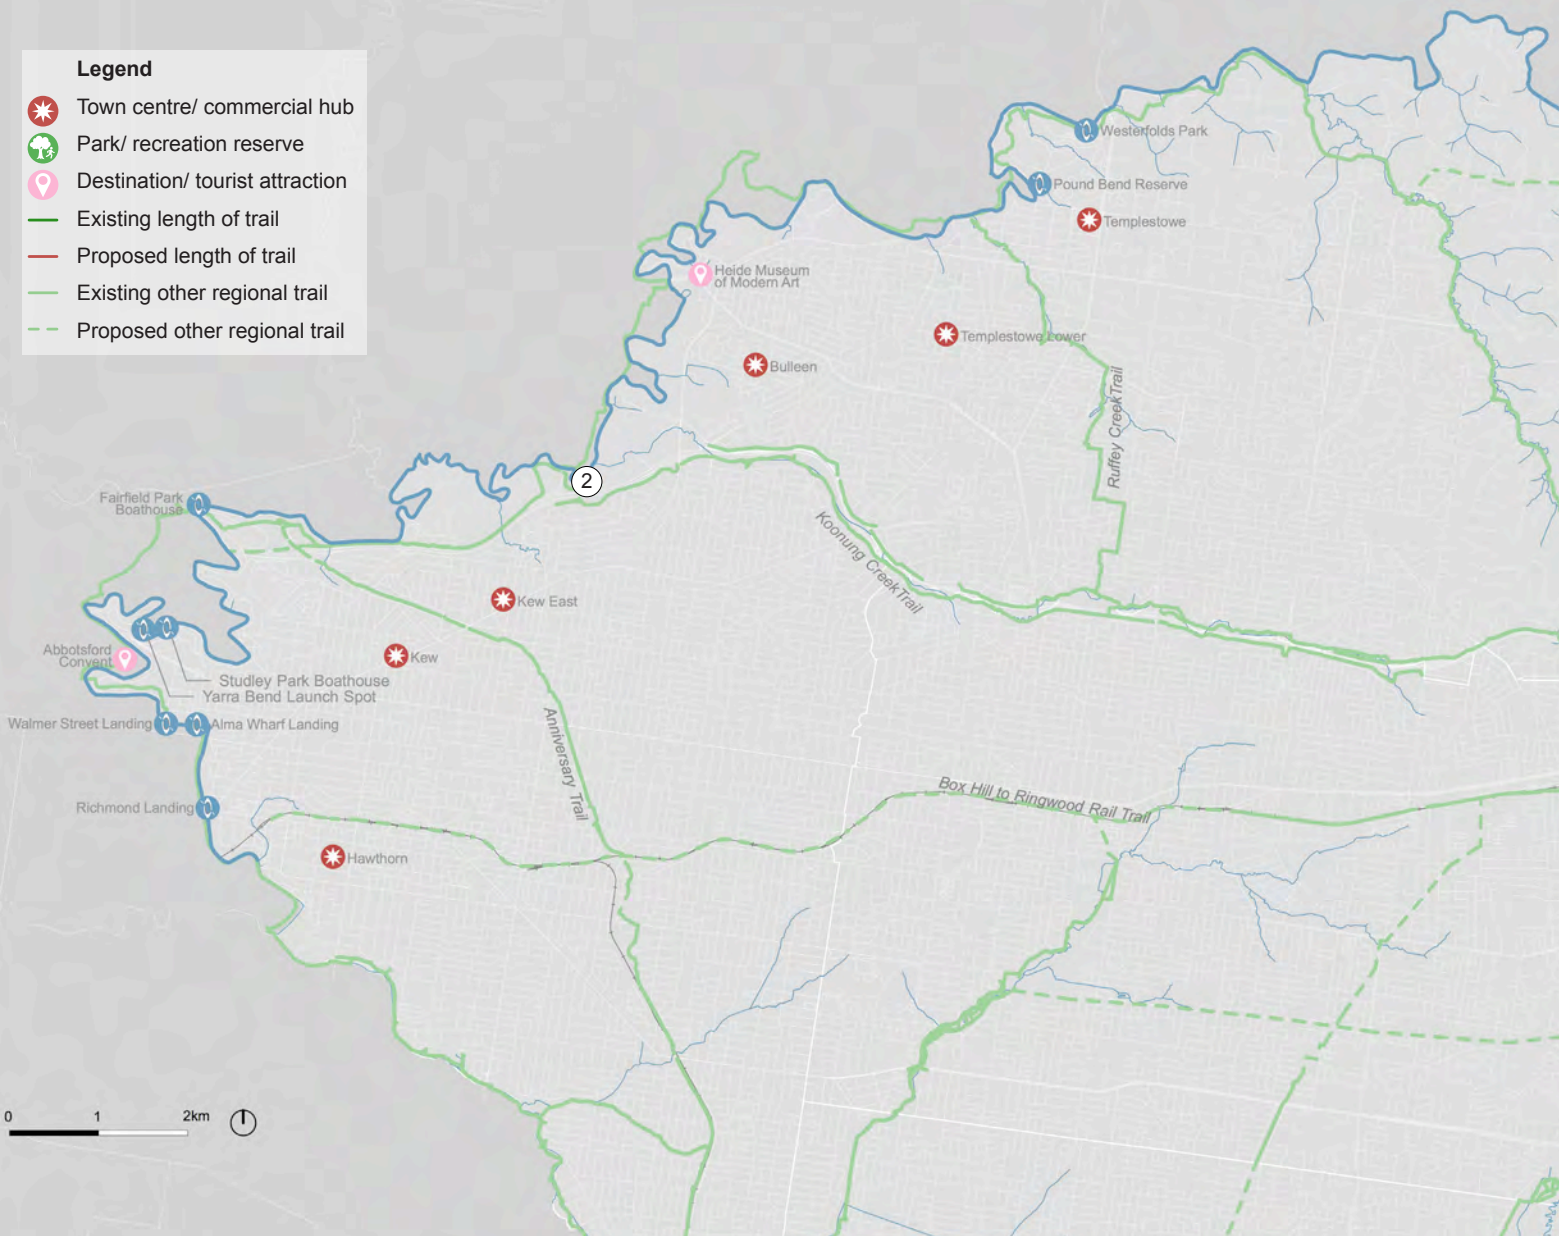 Legend
Town centre/ commercial hub
Park/ recreation reserve
Destination/ tourist attraction
Existing length of trail
Proposed length of trail
Existing other regional trail
Proposed other regional trail
Westerfolds Park
Pound Bend Reserve
Templestowe
Heide Museum
of Modern Art
Templestowe Lower
Bulleen
Ruffey CreekTrail
2
Fairfield Park
Boathouse
Koonung CreekTrail
Kew East
Abbotsford
Convent
Kew
Studley Park Boathouse
Yarra Bend Launch Spot
Walmer Street Landing
Alma Wharf Landing
Anniversary Trail
Richmond Landing
Box Hill to Ringwood Rail Trail
Hawthorn
0 1 2km